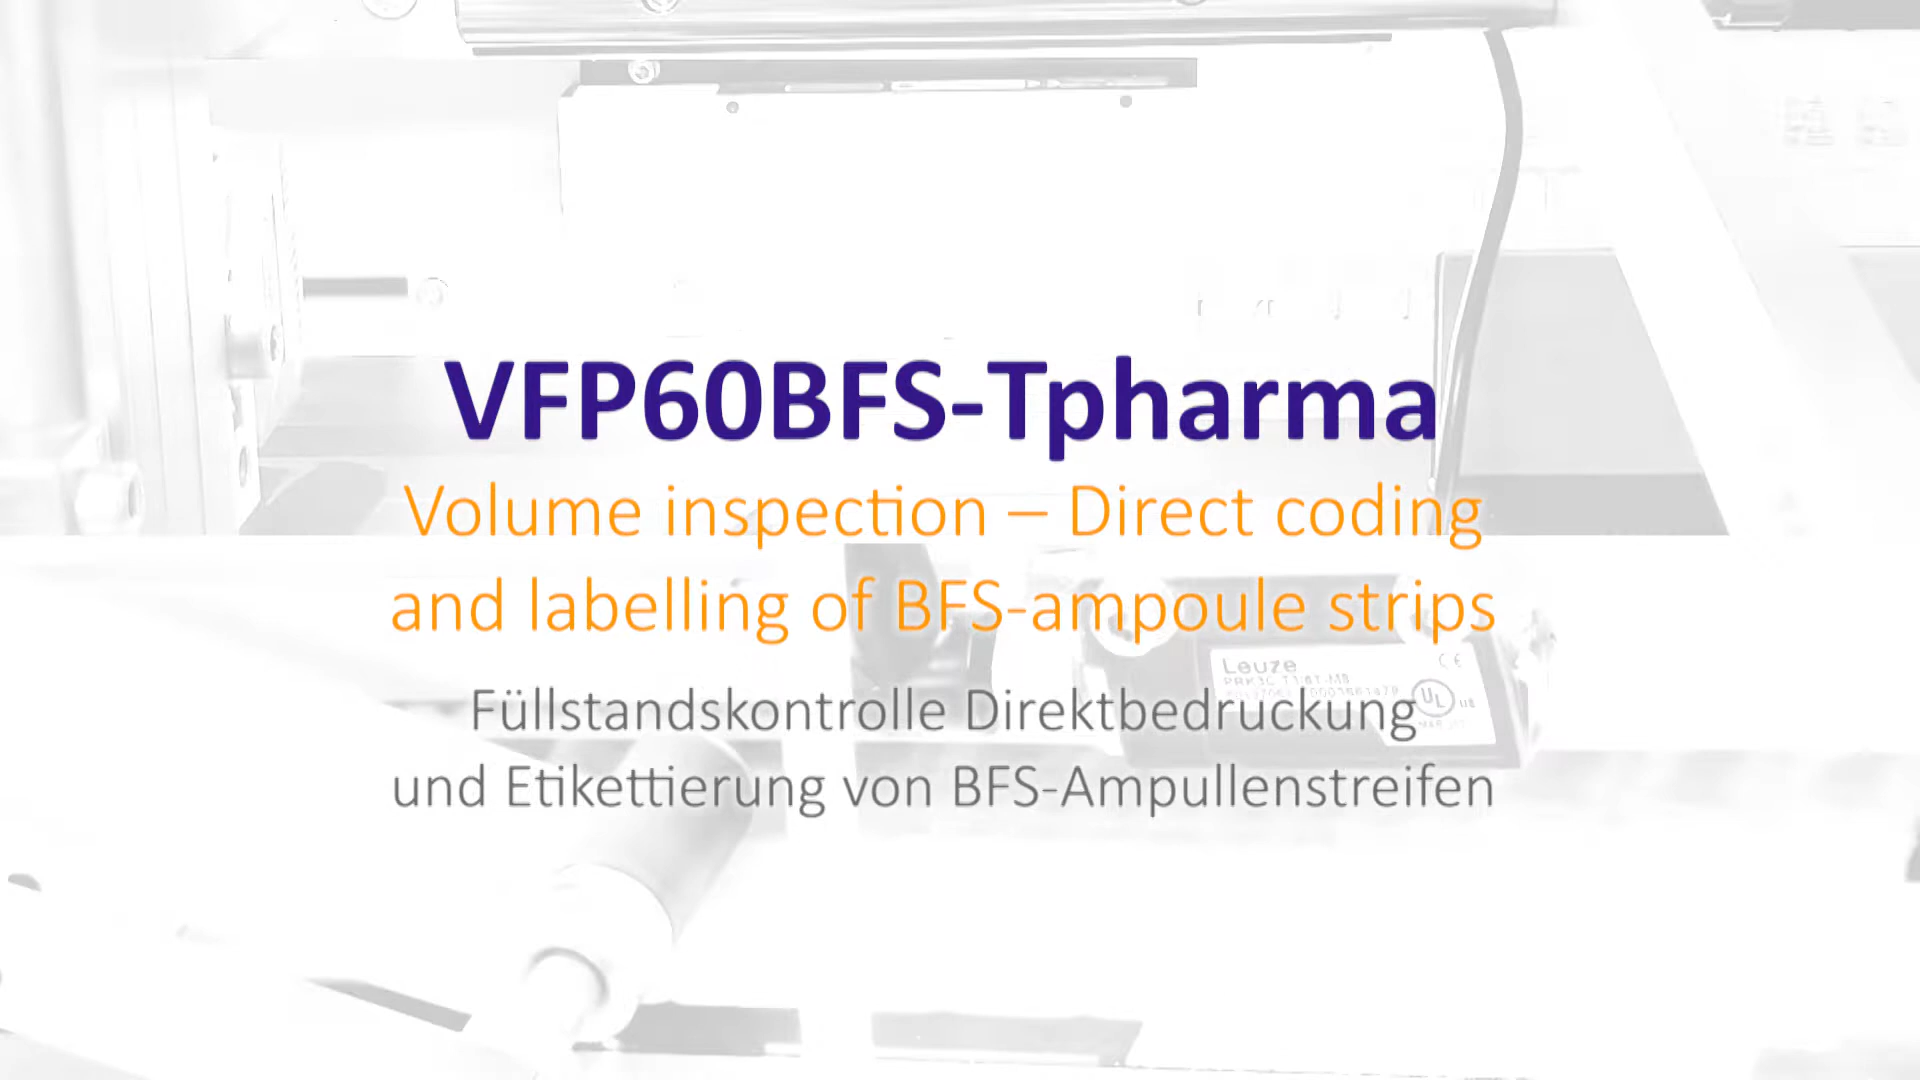 VFP60BFS-Tpharma
Volume inspection – Direct coding
and labelling of BFS-ampoule strips
Leuze
Füllstandskontrolle Direktbedruckung
und Etikettierung von BFS-Ampullenstreifen